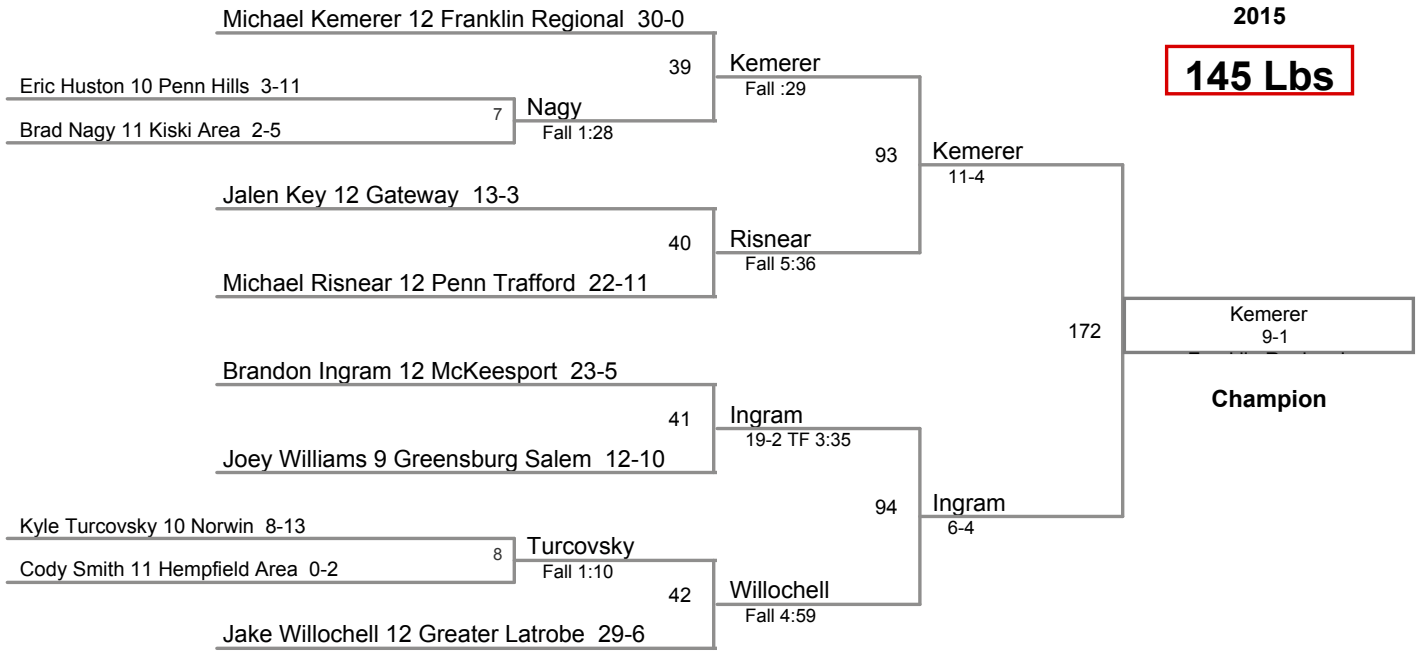 Michael Kemerer 12 Franklin Regional 30-0
2015
145 Lbs
39
Kemerer
Fall :29
Eric Huston 10 Penn Hills 3-11
7
Nagy
Fall 1:28
Brad Nagy 11 Kiski Area 2-5
93
Kemerer
11-4
Jalen Key 12 Gateway 13-3
40
Risnear
Fall 5:36
Michael Risnear 12 Penn Trafford 22-11
172
Kemerer
9-1
Champion
Brandon Ingram 12 McKeesport 23-5
41
Ingram
19-2 TF 3:35
Joey Williams 9 Greensburg Salem 12-10
94
Ingram
6-4
Kyle Turcovsky 10 Norwin 8-13
8
Turcovsky
Fall 1:10
Cody Smith 11 Hempfield Area 0-2
42
Willochell
Fall 4:59
Jake Willochell 12 Greater Latrobe 29-6